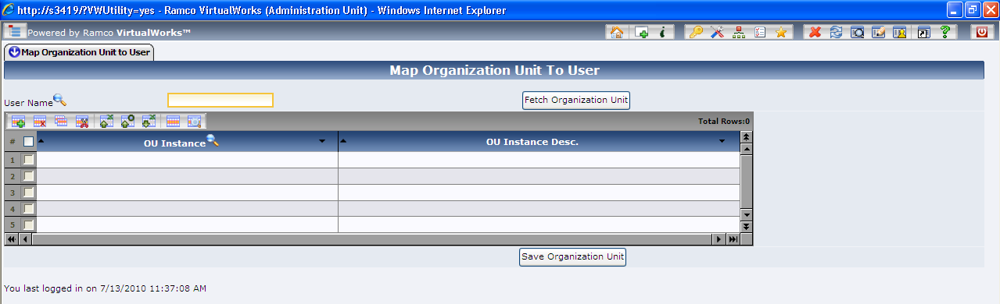 http://s3419/?VWUtility=yes - Ramco VirtualWorks (Administration Unit) - Windows Internet Explorer
Powered by Ramco VirtualWorks™
Map Organization Unit to User
Map Organization Unit To User
User Name
Fetch Organization Unit
Total Rows:0
# OU Instance OU Instance Desc.
1
2
3
4
5
Save Organization Unit
You last logged in on 7/13/2010 11:37:08 AM